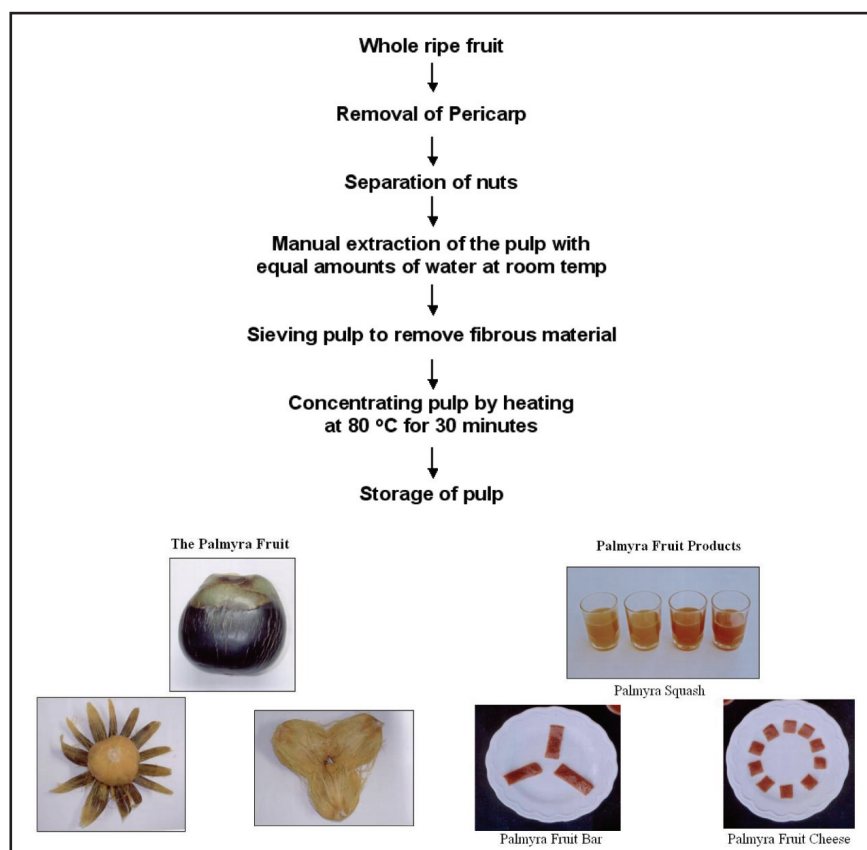 Whole ripe fruit
Removal of Pericarp
Separation of nuts
Manual extraction of the pulp with
equal amounts of water at room temp
Sieving pulp to remove fibrous material
Concentrating pulp by heating
at 80 ºC for 30 minutes
Storage of pulp
The Palmyra Fruit
Palmyra Fruit Products
Palmyra Squash
Palmyra Fruit Bar
Palmyra Fruit Cheese